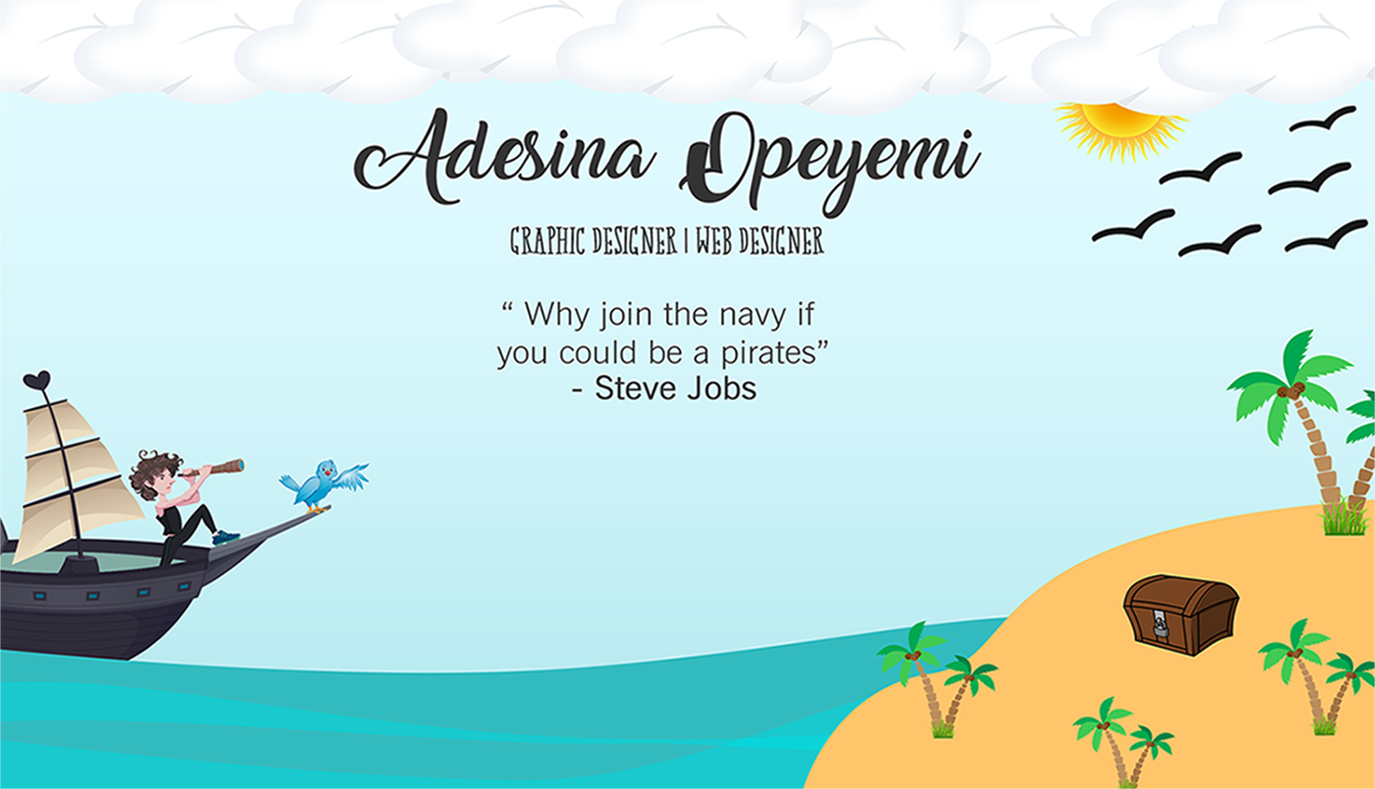 Adesina Opeyemi
GRAPHIC DESIGNER | WEB DESIGNER
“ Why join the navy if
you could be a pirates”
- Steve Jobs